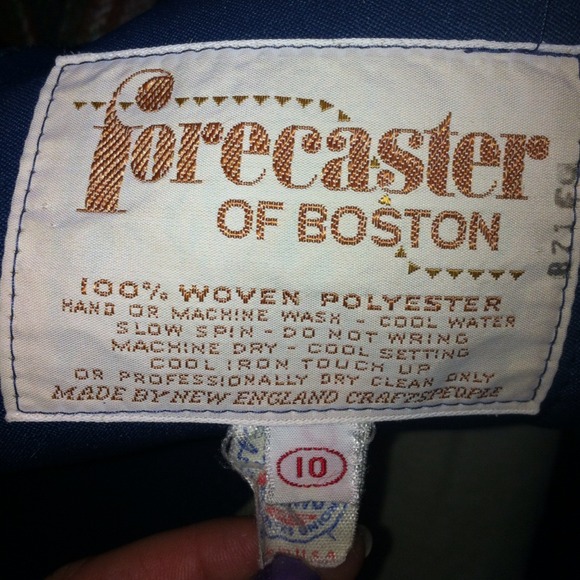 forecaster
OF BOSTON
100% WOVEN POLYESTER
HAND OR MACHINE WASH - COOL WATER
SLOW SPIN - DO NOT WRING
MACHINE DRY - COOL SETTING
COOL IRON TOUCH UP
OR PROFESSIONALLY DRY CLEAN ONLY
MADE BY NEW ENGLAND CRAFTSPEOPLE
10
UNION
U.S.A